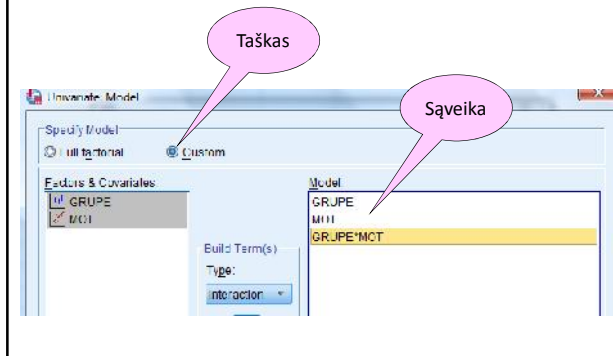 Taškas
Univariate: Model
Sąveika
Specify Model
Full factorial
Custom
Factors & Covariates:
Model:
GRUPE
GRUPE
MOT
MOT
GRUPE*MOT
Build Term(s)
Type:
Interaction